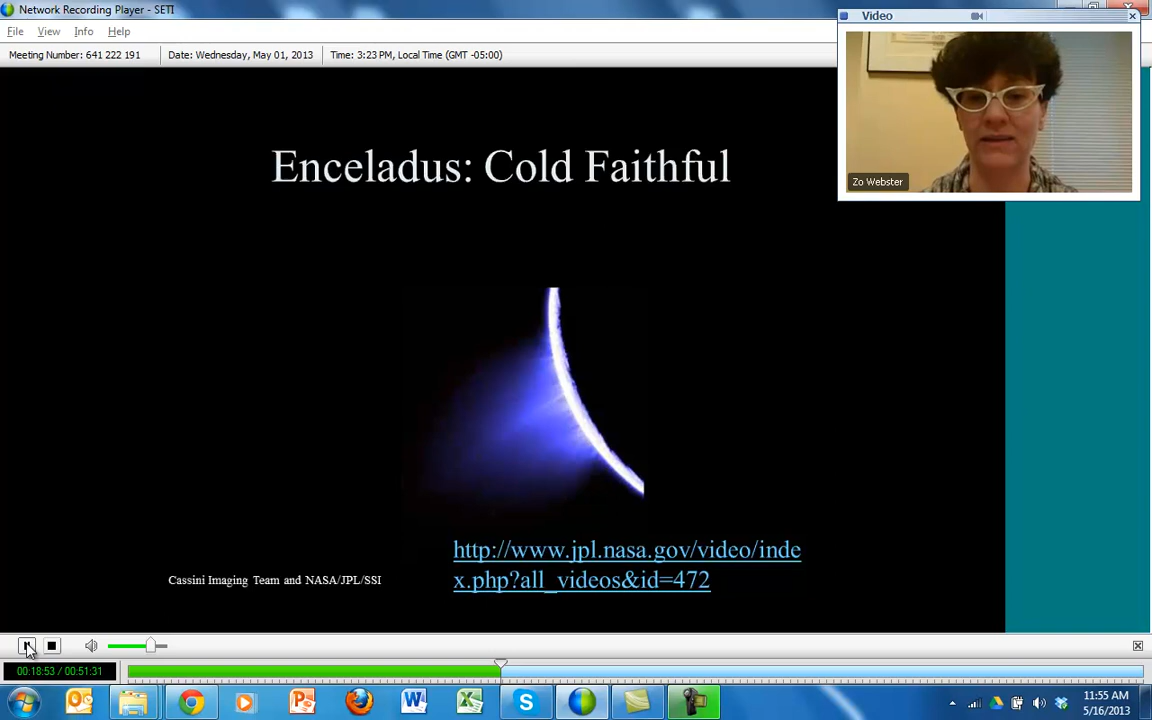 Network Recording Player - SETI
File View Info Help
Meeting Number: 641 222 191 Date: Wednesday, May 01, 2013 Time: 3:23 PM, Local Time (GMT -05:00)
Video
Zo Webster
Enceladus: Cold Faithful
http://www.jpl.nasa.gov/video/inde
x.php?all_videos&id=472
Cassini Imaging Team and NASA/JPL/SSI
00:18:53 / 00:51:31
11:55 AM
5/16/2013